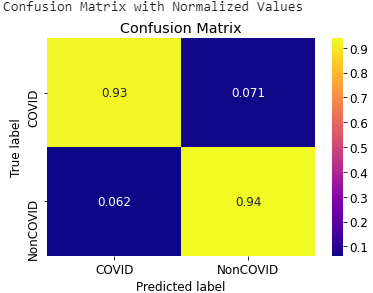 Confusion Matrix with Normalized Values
Confusion Matrix
True label
COVID
NonCOVID
0.93
0.071
0.062
0.94
COVID
NonCOVID
Predicted label
0.9
0.8
0.7
0.6
0.5
0.4
0.3
0.2
0.1